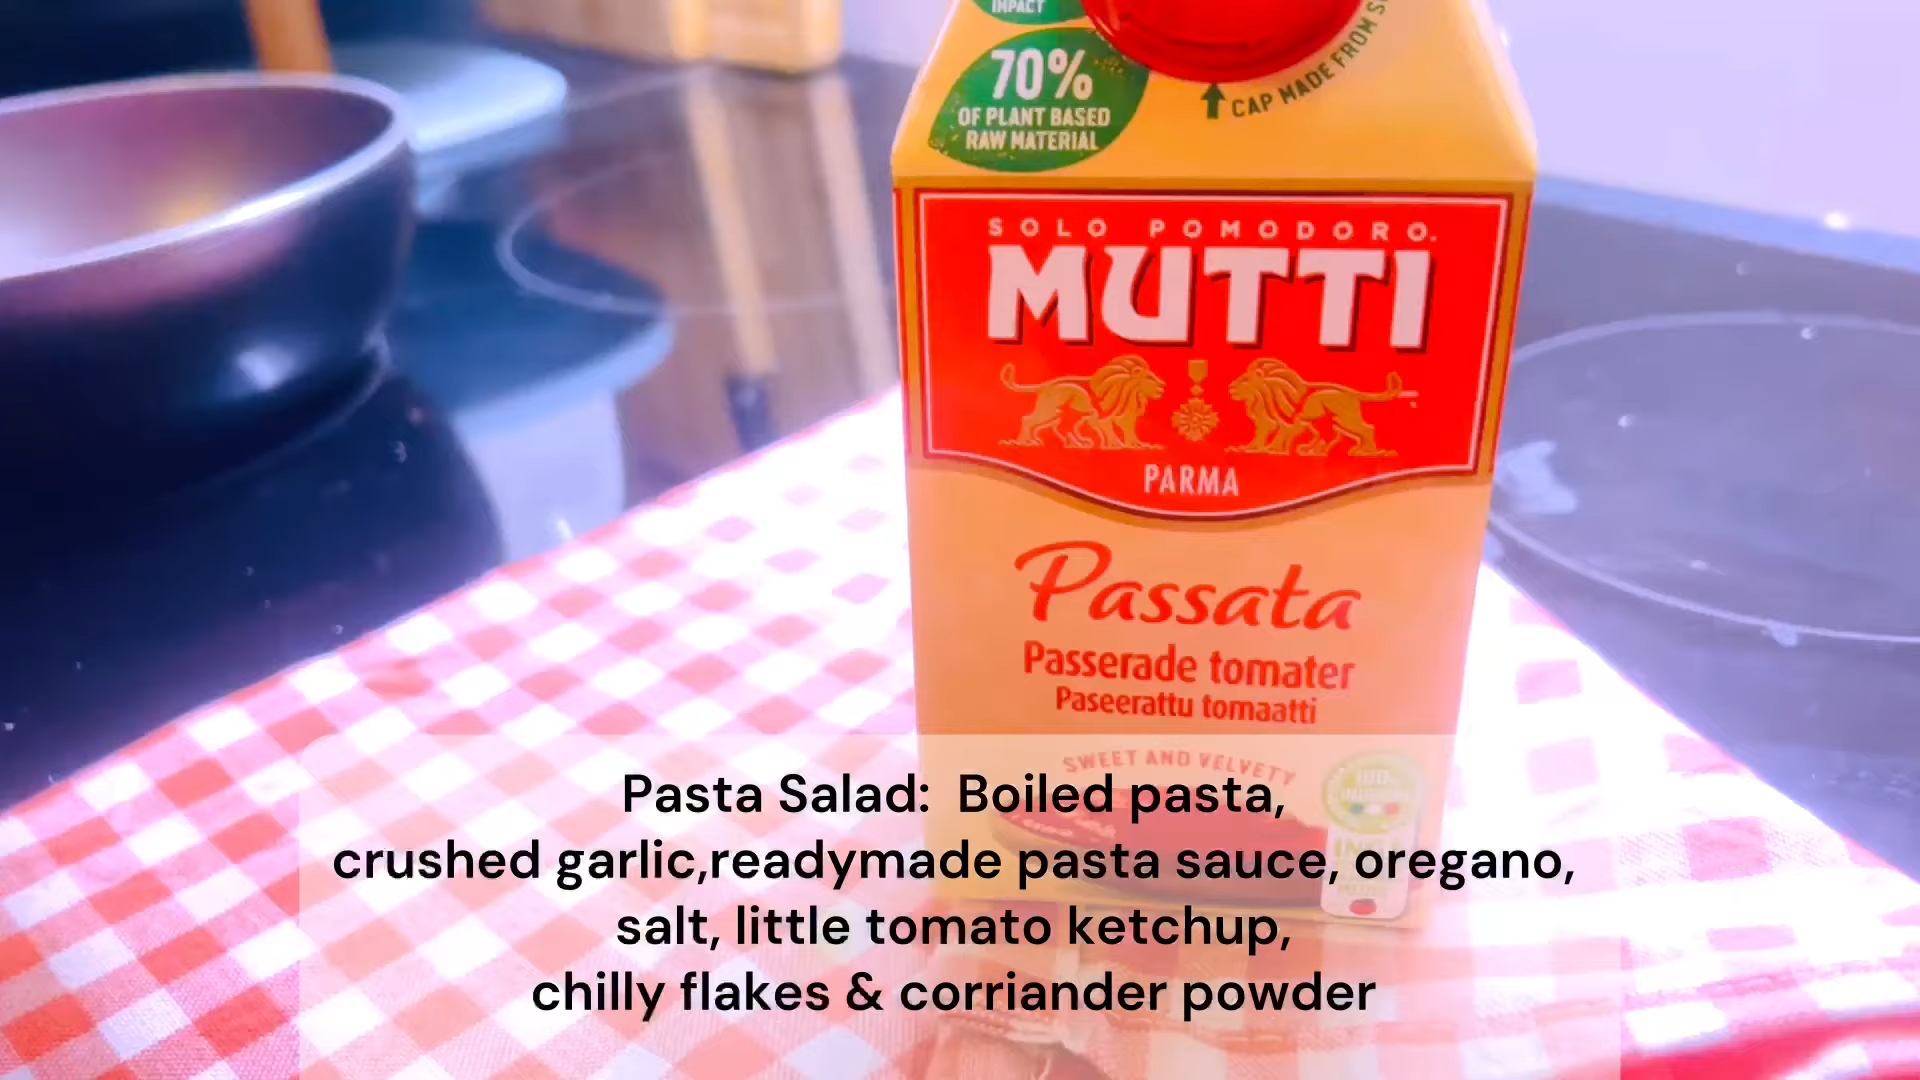 IMPACT
70%
OF PLANT BASED
RAW MATERIAL
CAP MADE FROM
SOLO POMODORO.
MUTTI
PARMA
Passata
Passerade tomater
Paseerattu tomaatti
SWEET AND VELVETY
Pasta Salad:  Boiled pasta,
crushed garlic,readymade pasta sauce, oregano,
salt, little tomato ketchup,
chilly flakes & corriander powder